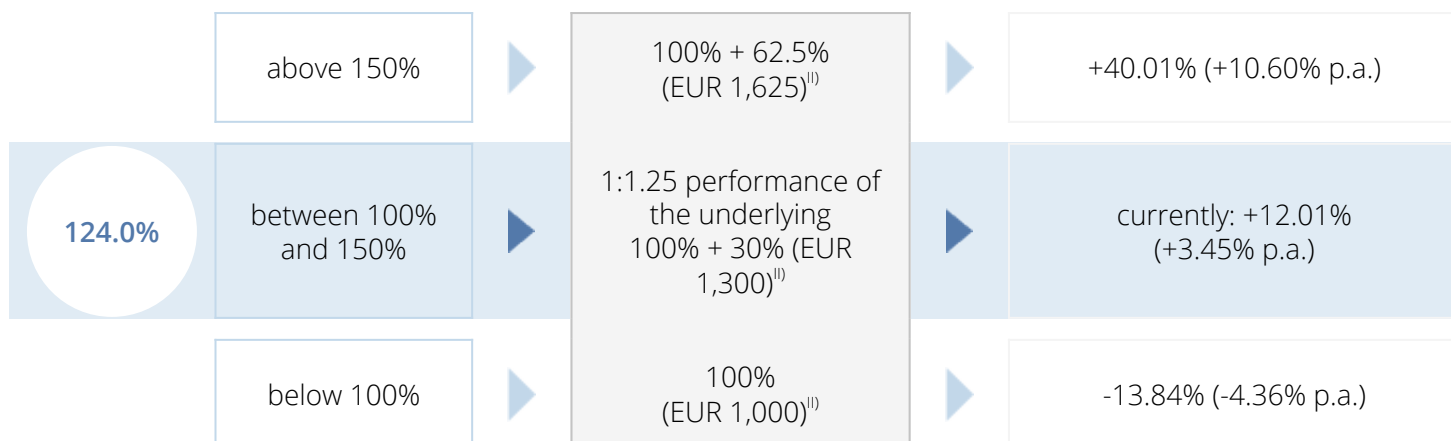 above 150%
100% + 62.5%
(EUR 1,625)II)
+40.01% (+10.60% p.a.)
124.0%
between 100%
and 150%
1:1.25 performance of
the underlying
100% + 30% (EUR
1,300)II)
currently: +12.01%
(+3.45% p.a.)
below 100%
100%
(EUR 1,000)II)
-13.84% (-4.36% p.a.)